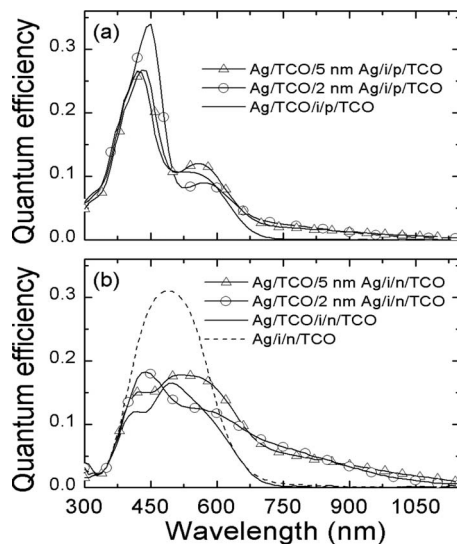 (a)
Ag/TCO/5 nm Ag/i/p/TCO
Ag/TCO/2 nm Ag/i/p/TCO
Ag/TCO/i/p/TCO
Quantum efficiency
0.3
0.2
0.1
0.0
(b)
Ag/TCO/5 nm Ag/i/n/TCO
Ag/TCO/2 nm Ag/i/n/TCO
Ag/TCO/i/n/TCO
Ag/i/n/TCO
Quantum efficiency
0.3
0.2
0.1
0.0
300 450 600 750 900 1050
Wavelength (nm)